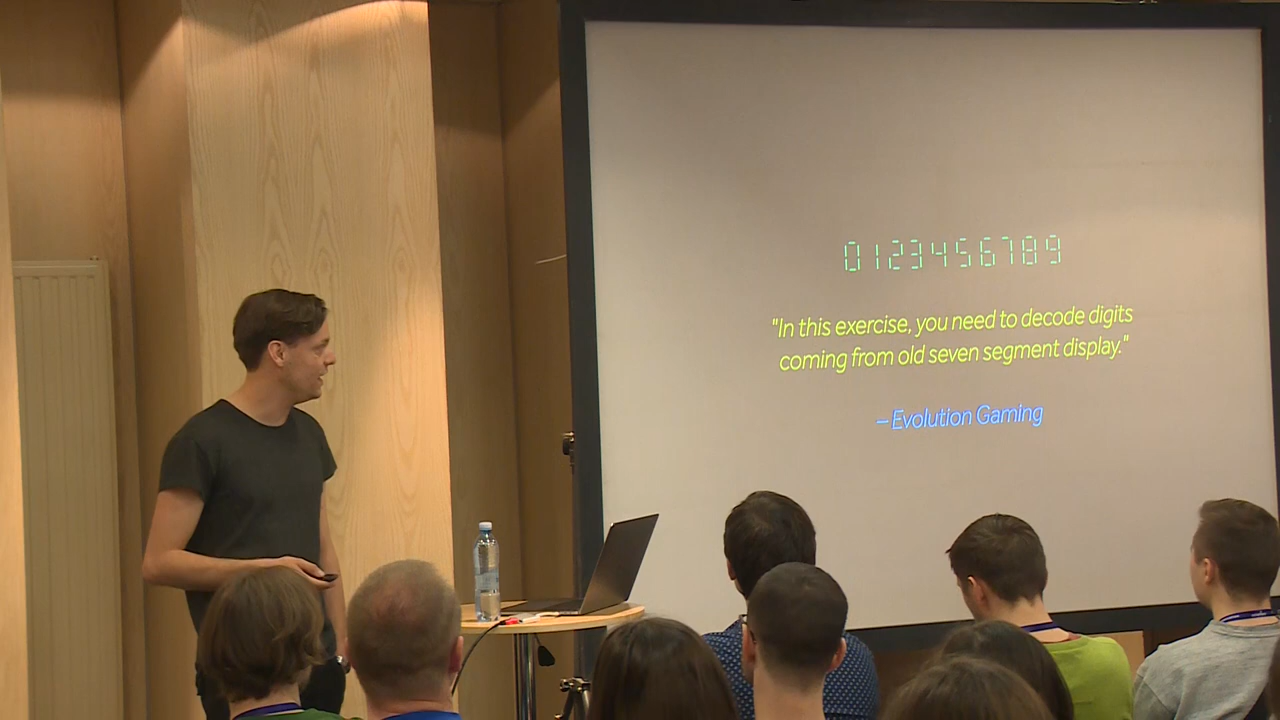 0123456789
"In this exercise, you need to decode digits
coming from old seven segment display."
– Evolution Gaming